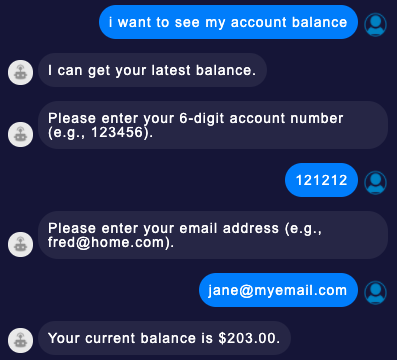 i want to see my account balance
I can get your latest balance.
Please enter your 6-digit account number
(e.g., 123456).
121212
Please enter your email address (e.g.,
fred@home.com).
jane@myemail.com
Your current balance is $203.00.